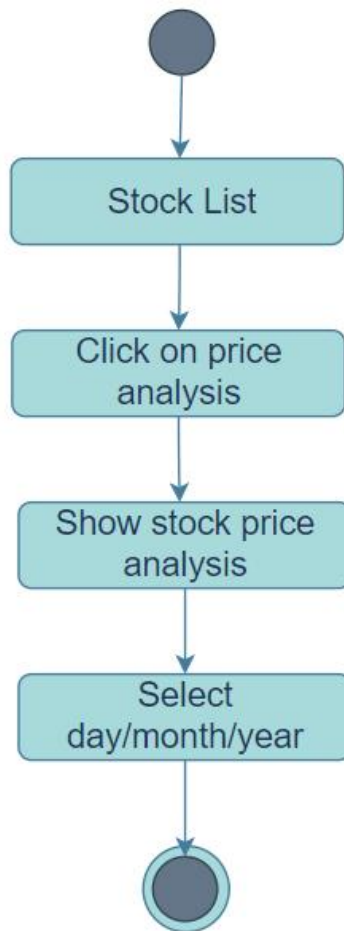 Stock List
Click on price
analysis
Show stock price
analysis
Select
day/month/year